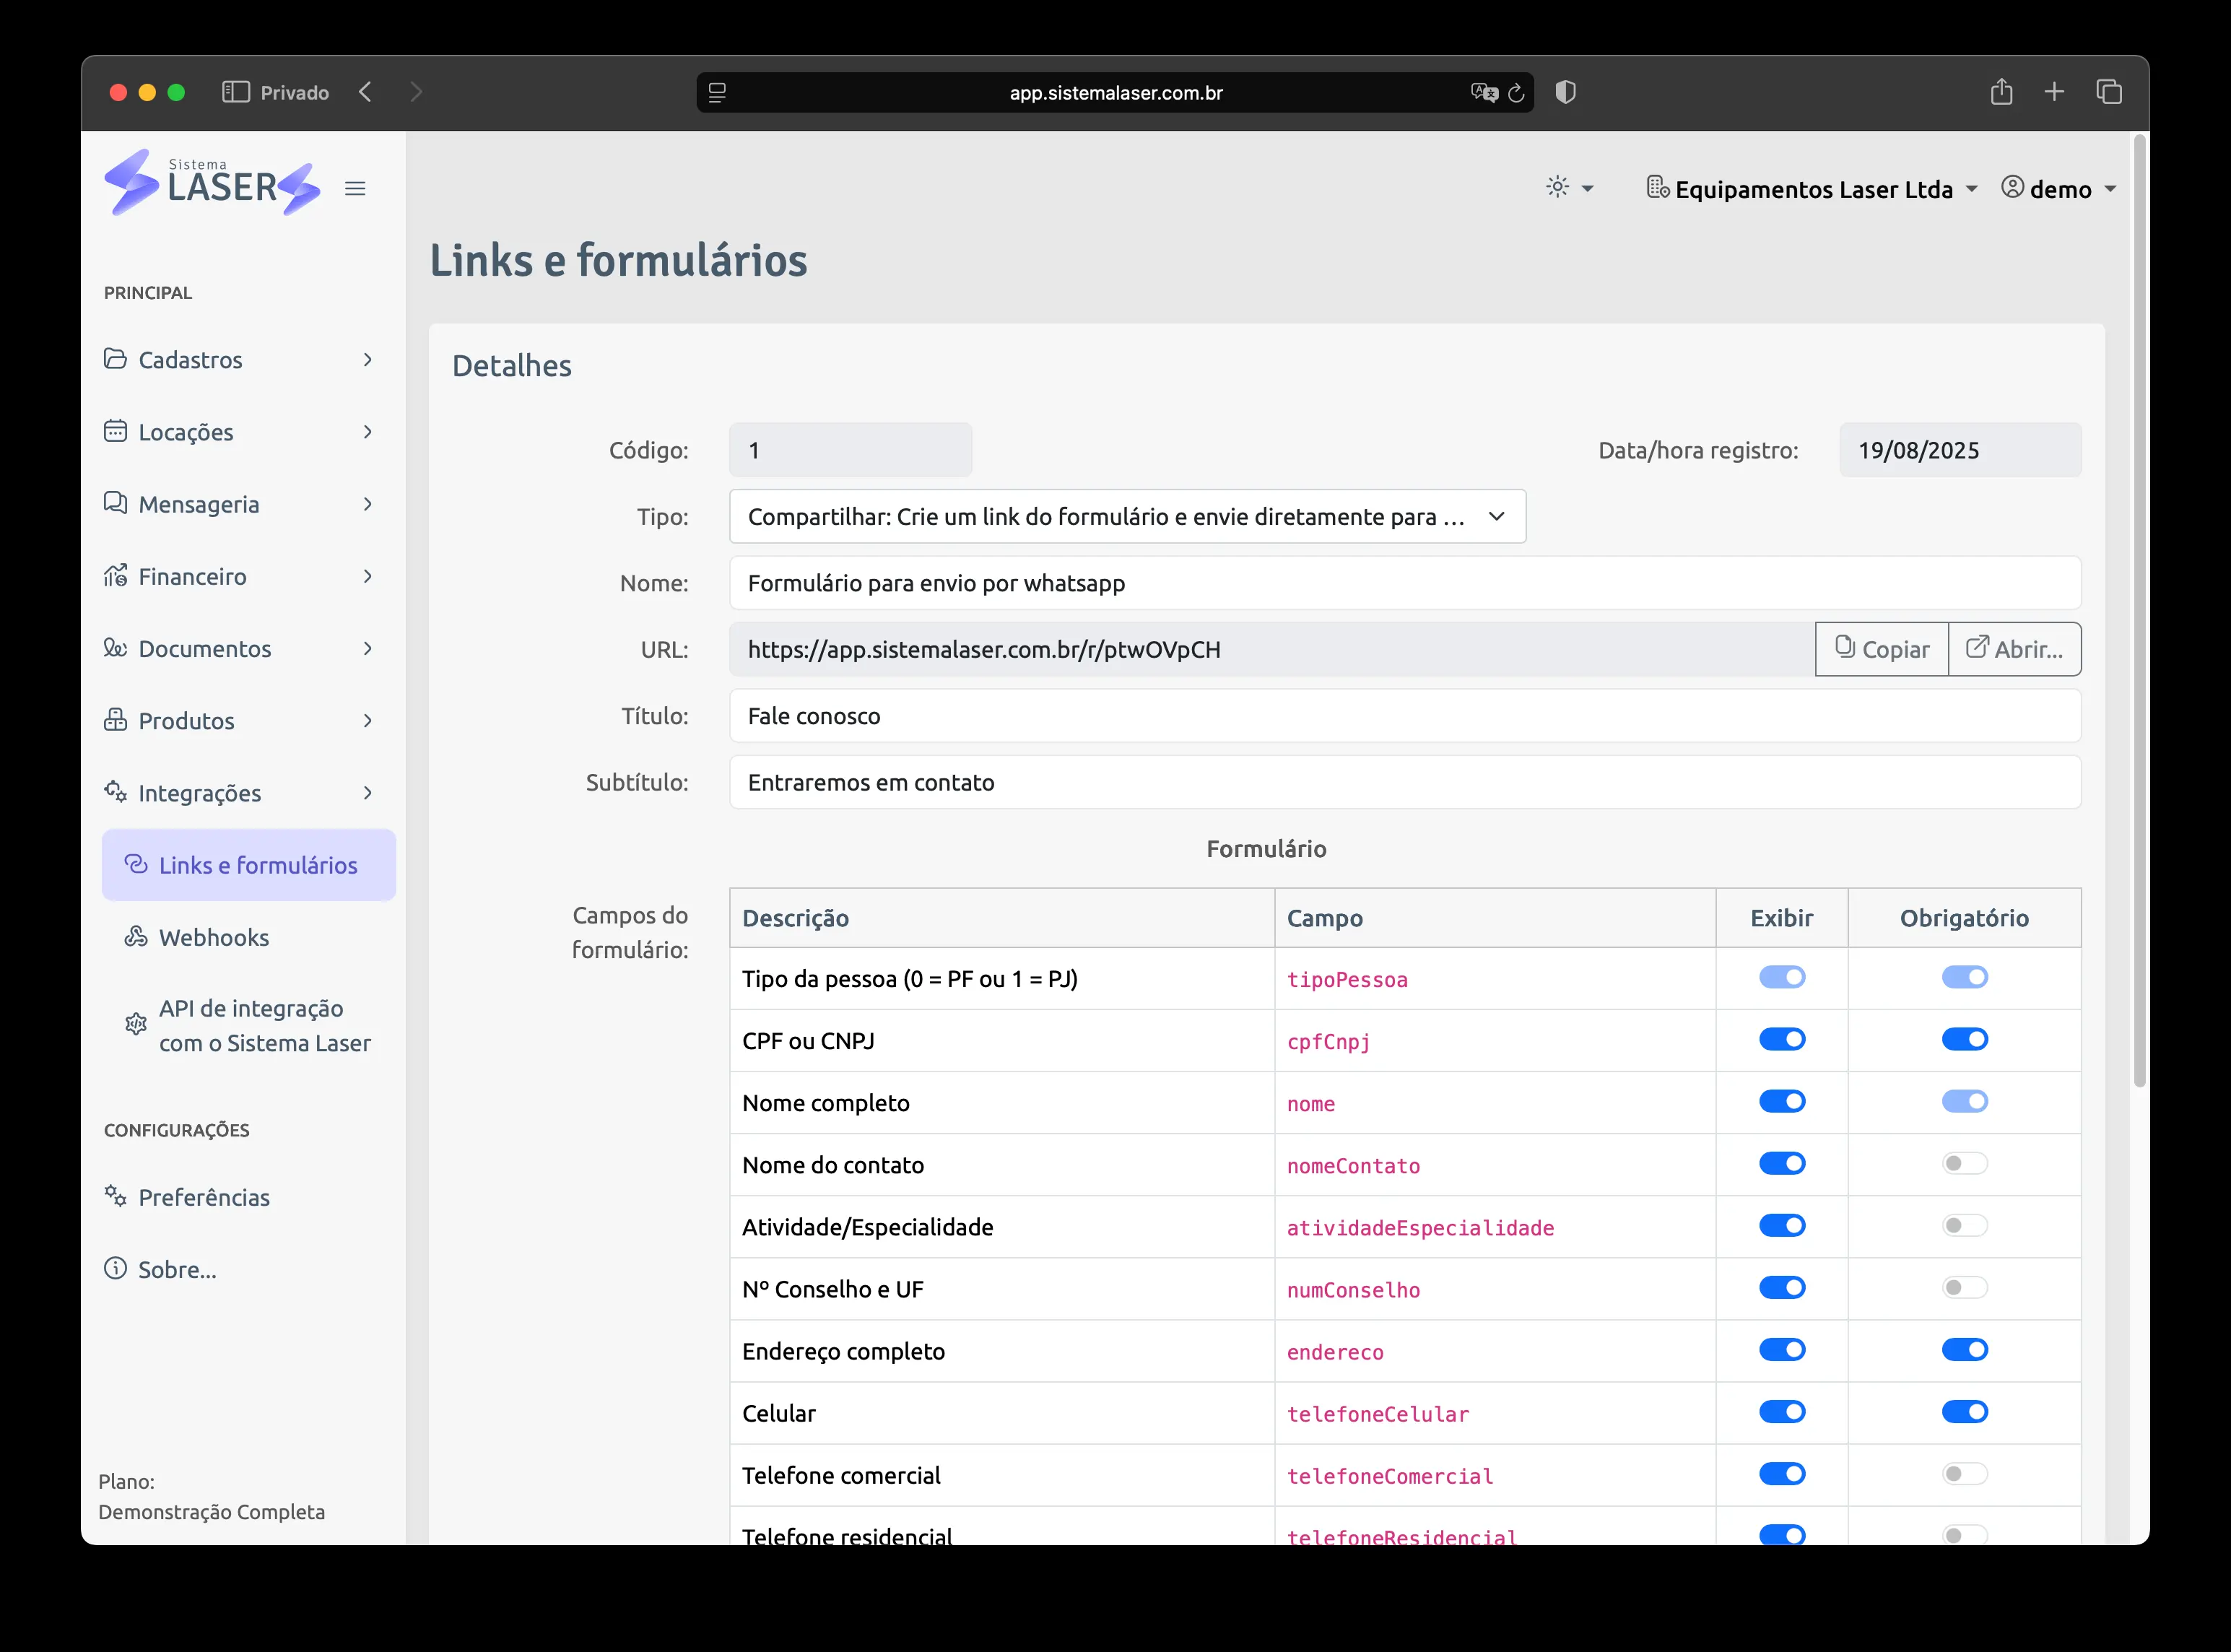 Privado
app.sistemalaser.com.br
Sistema
LASER
Equipamentos Laser Ltda
demo
Links e formulários
PRINCIPAL
Cadastros
Locações
Mensageria
Financeiro
Documentos
Produtos
Integrações
Links e formulários
Webhooks
API de integração
com o Sistema Laser
CONFIGURAÇÕES
Preferências
Sobre...
Plano:
Demonstração Completa
Detalhes
Código: 1 Data/hora registro: 19/08/2025
Tipo: Compartilhar: Crie um link do formulário e envie diretamente para ...
Nome: Formulário para envio por whatsapp
URL: https://app.sistemalaser.com.br/r/ptwOVpCH Copiar Abrir...
Título: Fale conosco
Subtítulo: Entraremos em contato
Formulário
Campos do
formulário:
Descrição Campo Exibir Obrigatório
Tipo da pessoa (0 = PF ou 1 = PJ) tipoPessoa
CPF ou CNPJ cpfCnpj
Nome completo nome
Nome do contato nomeContato
Atividade/Especialidade atividadeEspecialidade
Nº Conselho e UF numConselho
Endereço completo endereco
Celular telefoneCelular
Telefone comercial telefoneComercial
Telefone residencial telefoneResidencial